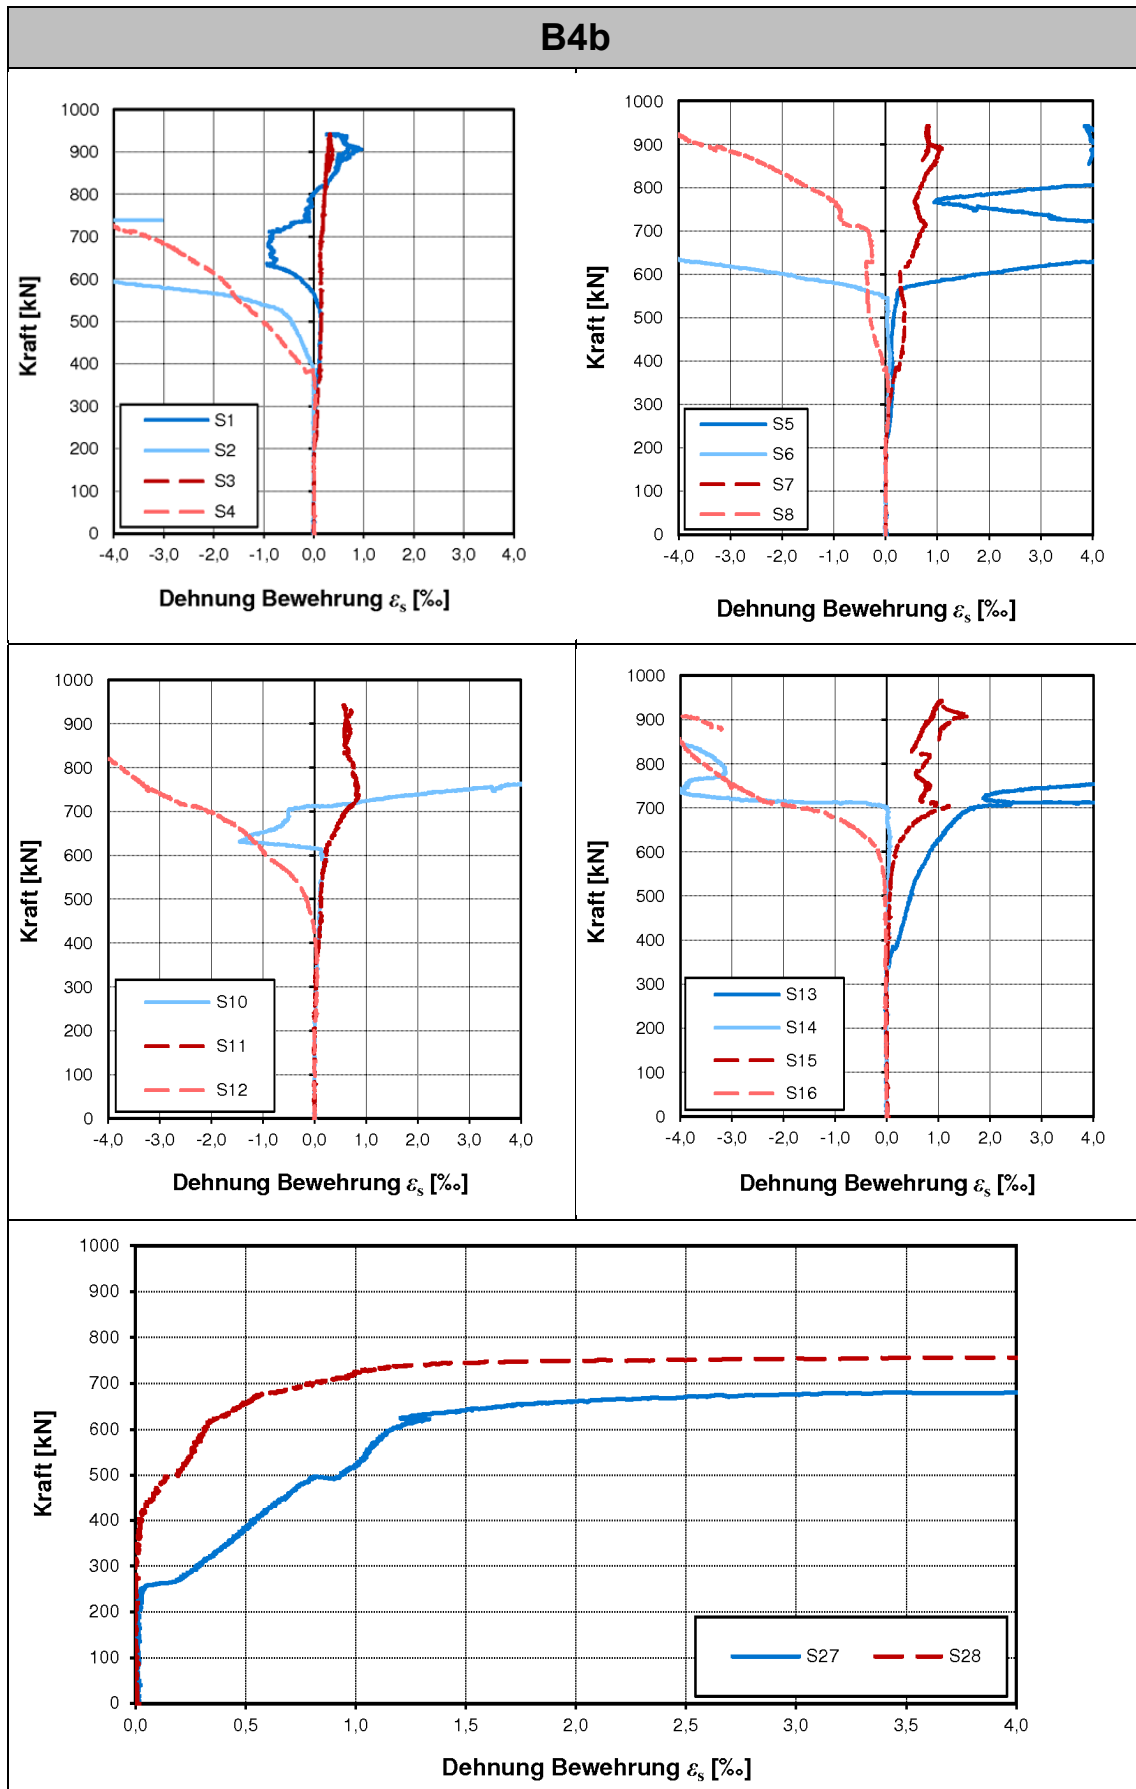 B4b
1000
900
800
700
600
500
400
300
200
100
0
Kraft [kN]
S1
S2
S3
S4
-4,0 -3,0 -2,0 -1,0 0,0 1,0 2,0 3,0 4,0
Dehnung Bewehrung εs [‰]
1000
900
800
700
600
500
400
300
200
100
0
Kraft [kN]
S5
S6
S7
S8
-4,0 -3,0 -2,0 -1,0 0,0 1,0 2,0 3,0 4,0
Dehnung Bewehrung εs [‰]
1000
900
800
700
600
500
400
300
200
100
0
Kraft [kN]
S10
S11
S12
-4,0 -3,0 -2,0 -1,0 0,0 1,0 2,0 3,0 4,0
Dehnung Bewehrung εs [‰]
1000
900
800
700
600
500
400
300
200
100
0
Kraft [kN]
S13
S14
S15
S16
-4,0 -3,0 -2,0 -1,0 0,0 1,0 2,0 3,0 4,0
Dehnung Bewehrung εs [‰]
1000
900
800
700
600
500
400
300
200
100
0
Kraft [kN]
S27 S28
0,0 0,5 1,0 1,5 2,0 2,5 3,0 3,5 4,0
Dehnung Bewehrung εs [‰]